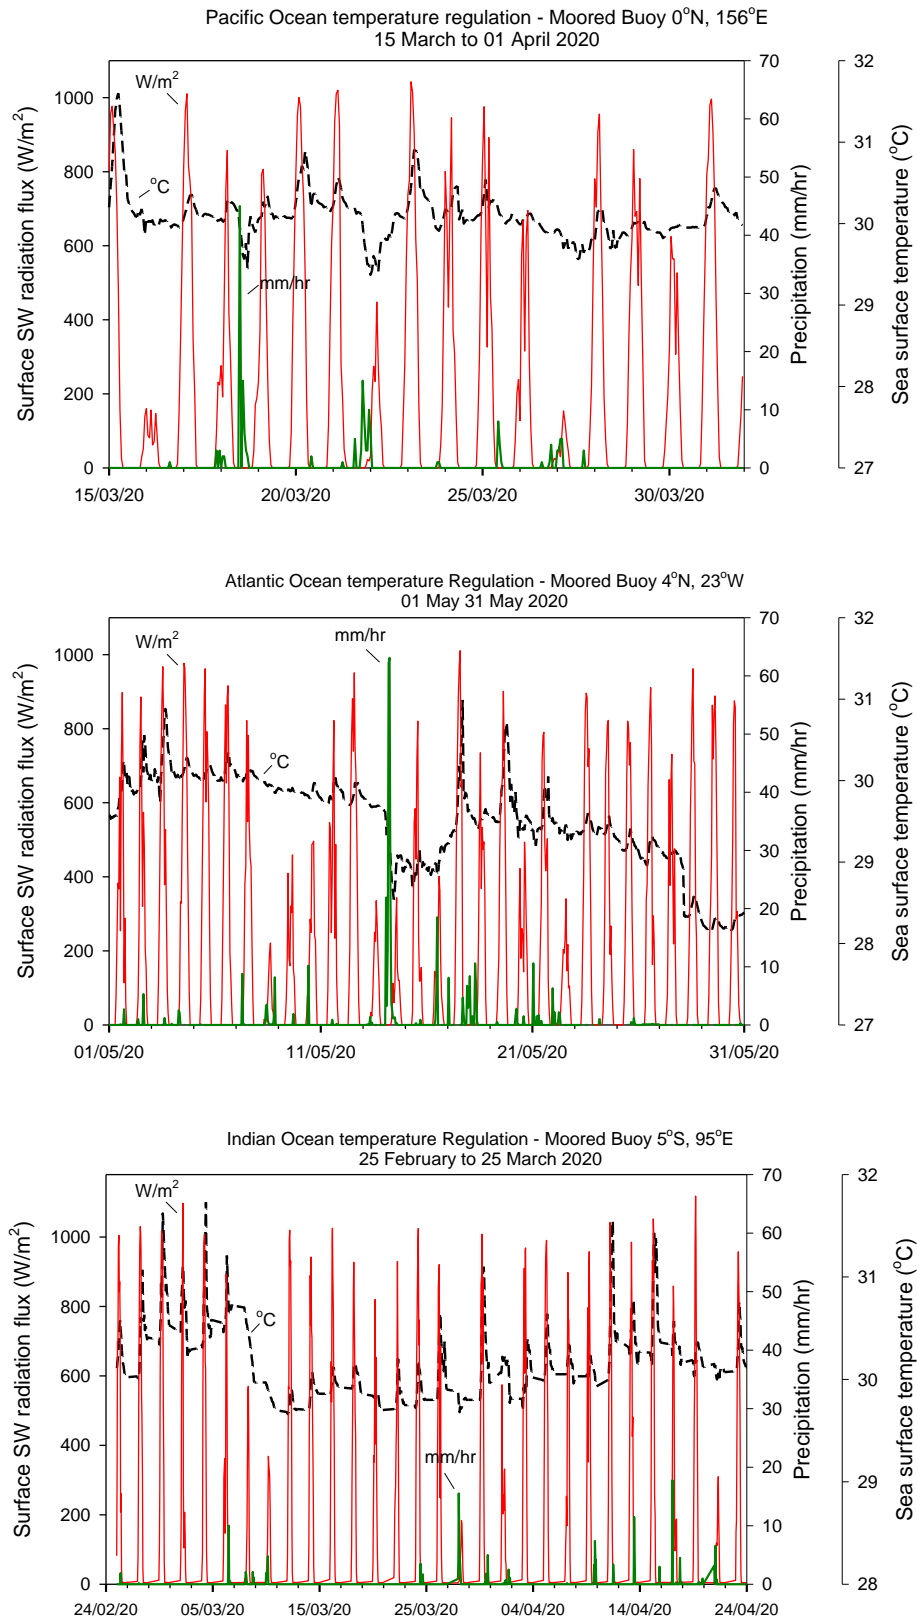 Pacific Ocean temperature regulation - Moored Buoy 0°N, 156°E
15 March to 01 April 2020
Surface SW radiation flux (W/m²)
0
200
400
600
800
1000
W/m²
°C
mm/hr
Precipitation (mm/hr)
0
10
20
30
40
50
60
70
Sea surface temperature (°C)
27
28
29
30
31
32
15/03/20 20/03/20 25/03/20 30/03/20
Atlantic Ocean temperature Regulation - Moored Buoy 4°N, 23°W
01 May 31 May 2020
Surface SW radiation flux (W/m²)
0
200
400
600
800
1000
W/m²
mm/hr
°C
Precipitation (mm/hr)
0
10
20
30
40
50
60
70
Sea surface temperature (°C)
27
28
29
30
31
32
01/05/20 11/05/20 21/05/20 31/05/20
Indian Ocean temperature Regulation - Moored Buoy 5°S, 95°E
25 February to 25 March 2020
Surface SW radiation flux (W/m²)
0
200
400
600
800
1000
W/m²
°C
mm/hr
Precipitation (mm/hr)
0
10
20
30
40
50
60
70
Sea surface temperature (°C)
28
29
30
31
32
24/02/20 05/03/20 15/03/20 25/03/20 04/04/20 14/04/20 24/04/20